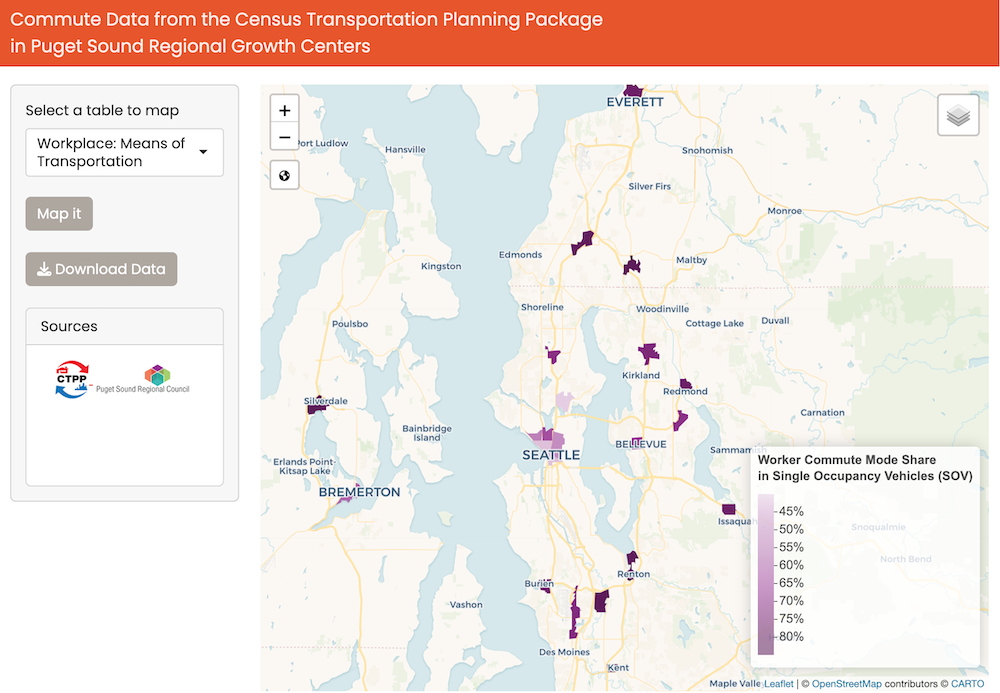 Commute Data from the Census Transportation Planning Package
in Puget Sound Regional Growth Centers
Select a table to map
Workplace: Means of
Transportation
Map it
Download Data
Sources
CTPP
Puget Sound Regional Council
+
−
EVERETT
Port Ludlow
Hansville
Snohomish
Silver Firs
Monroe
Edmonds
Kingston
Maltby
Shoreline
Woodinville
Cottage Lake
Duvall
Poulsbo
Kirkland
Redmond
Silverdale
Carnation
Bainbridge
Island
BELLEVUE
SEATTLE
Sammamish
Erlands Point-
Kitsap Lake
BREMERTON
Issaquah
Snoqualmie
North Bend
Renton
Burien
Vashon
Des Moines
Kent
Worker Commute Mode Share
in Single Occupancy Vehicles (SOV)
45%
50%
55%
60%
65%
70%
75%
80%
Maple Valle
Leaflet | © OpenStreetMap contributors © CARTO